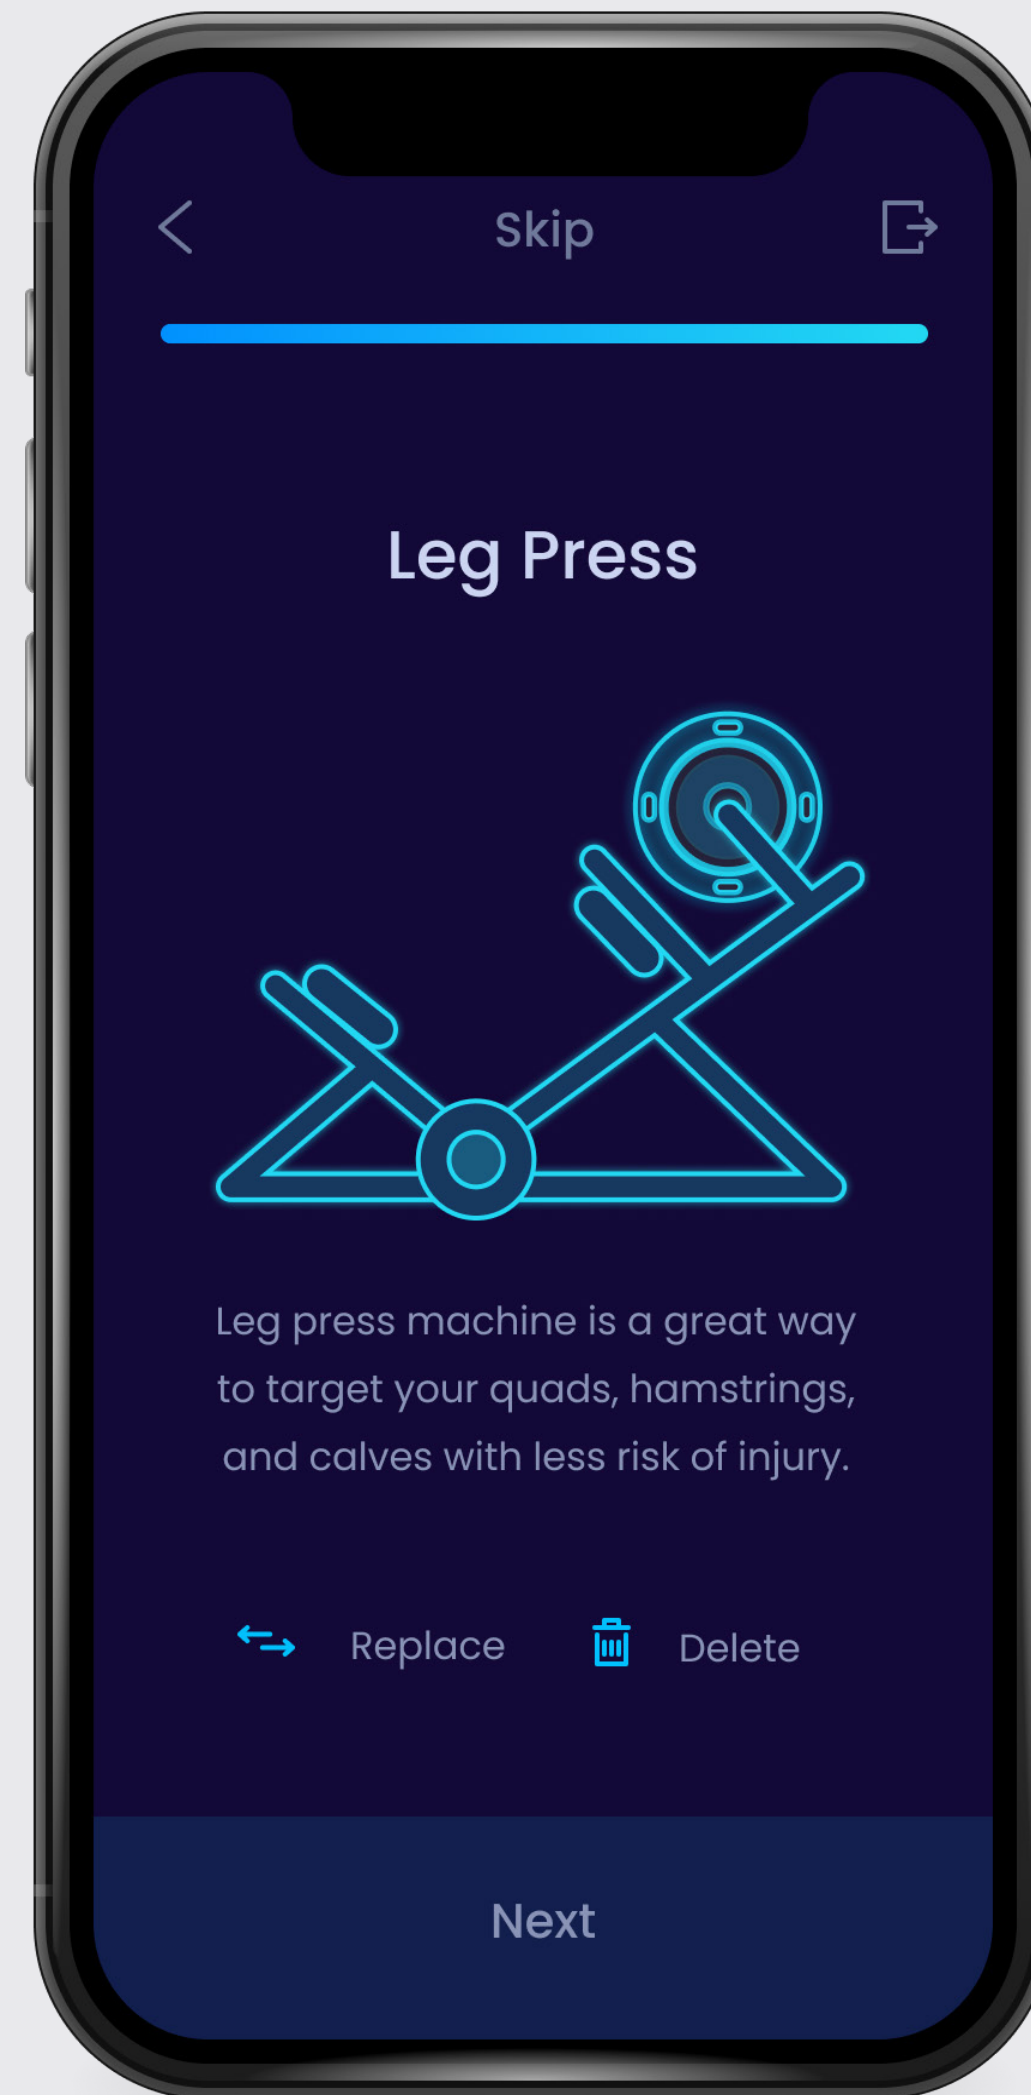 Skip
Leg Press
Leg press machine is a great way
to target your quads, hamstrings,
and calves with less risk of injury.
Replace Delete
Next